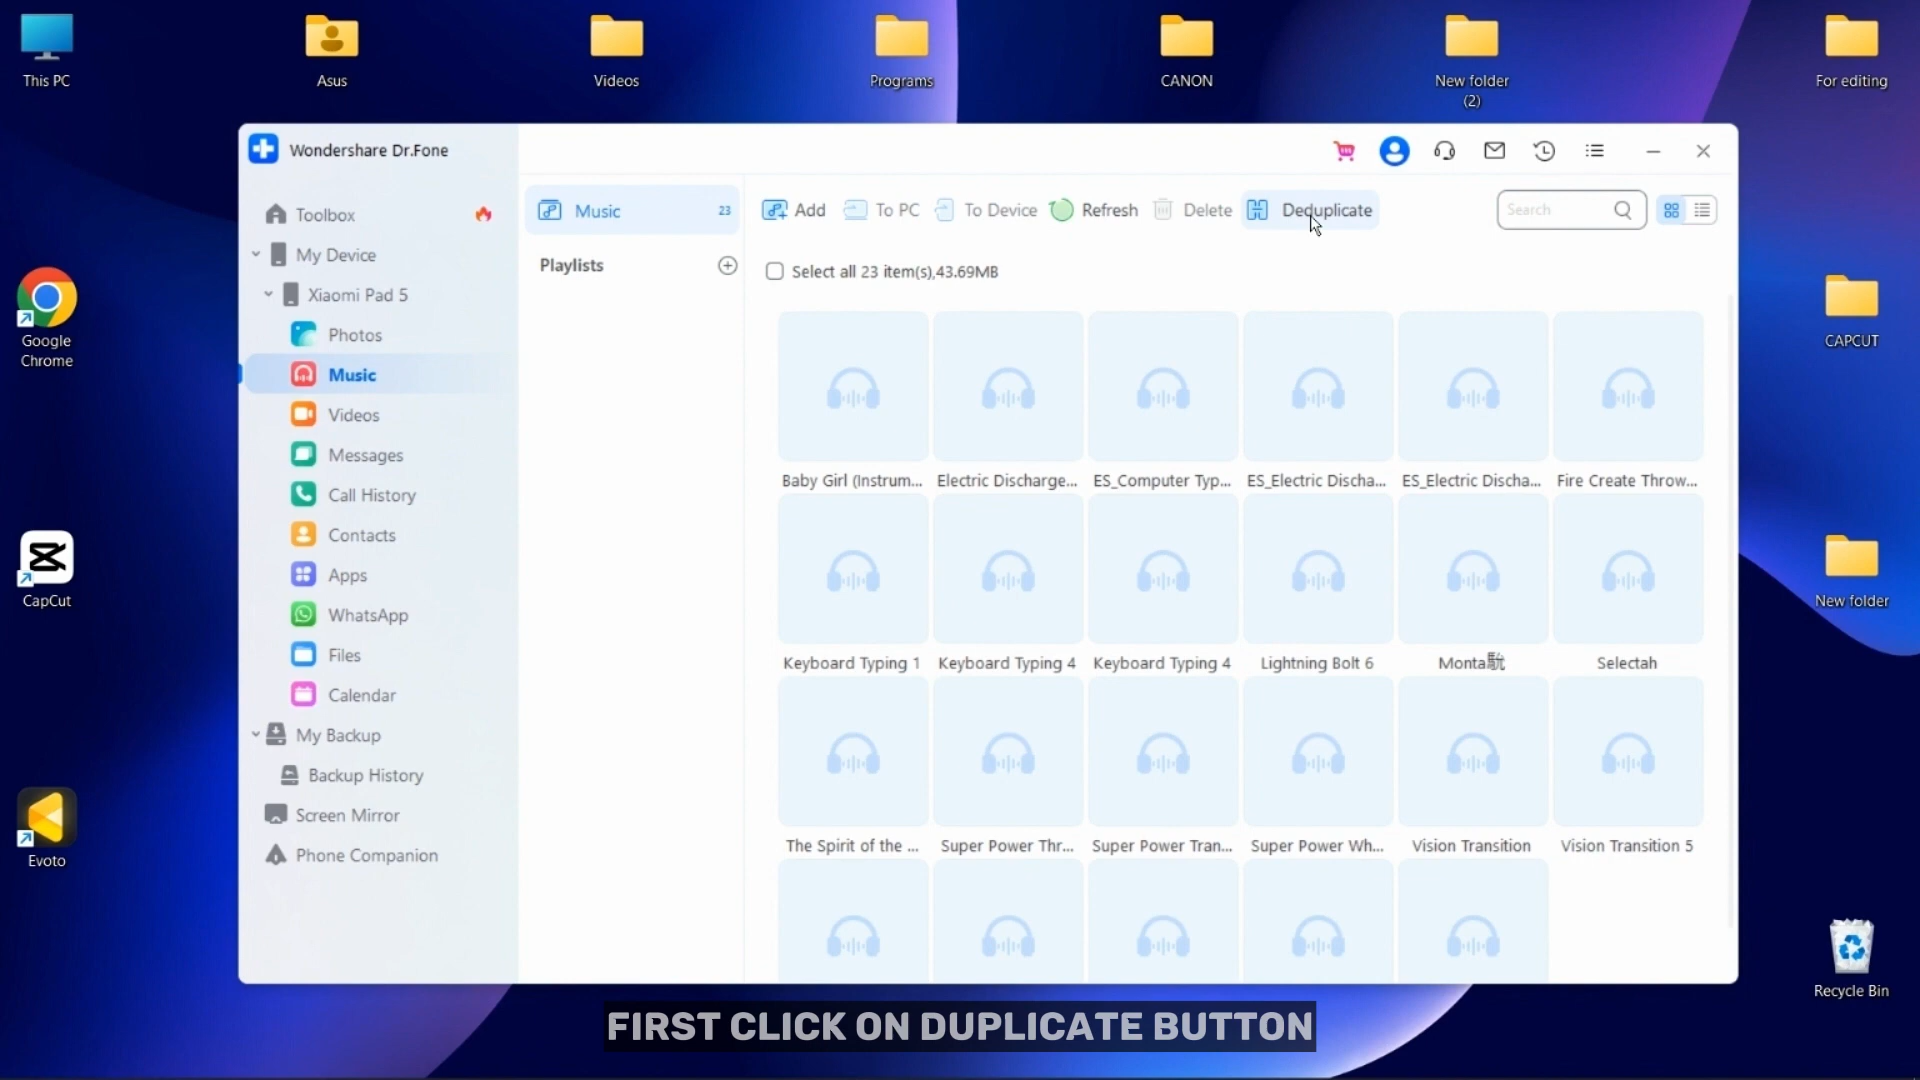 This PC
Asus
Videos
Programs
CANON
New folder
(2)
For editing
Google
Chrome
CapCut
Evoto
CAPCUT
New folder
Recycle Bin
Wondershare Dr.Fone
Toolbox
My Device
Xiaomi Pad 5
Photos
Music
Videos
Messages
Call History
Contacts
Apps
WhatsApp
Files
Calendar
My Backup
Backup History
Screen Mirror
Phone Companion
Music 23
Playlists
Add To PC To Device Refresh Delete Deduplicate Search
Select all 23 item(s),43.69MB
Baby Girl (Instrum... Electric Discharge... ES_Computer Typ... ES_Electric Discha... ES_Electric Discha... Fire Create Throw...
Keyboard Typing 1 Keyboard Typing 4 Keyboard Typing 4 Lightning Bolt 6 Selectah
The Spirit of the ... Super Power Thr... Super Power Tran... Super Power Wh... Vision Transition Vision Transition 5
FIRST CLICK ON DUPLICATE BUTTON